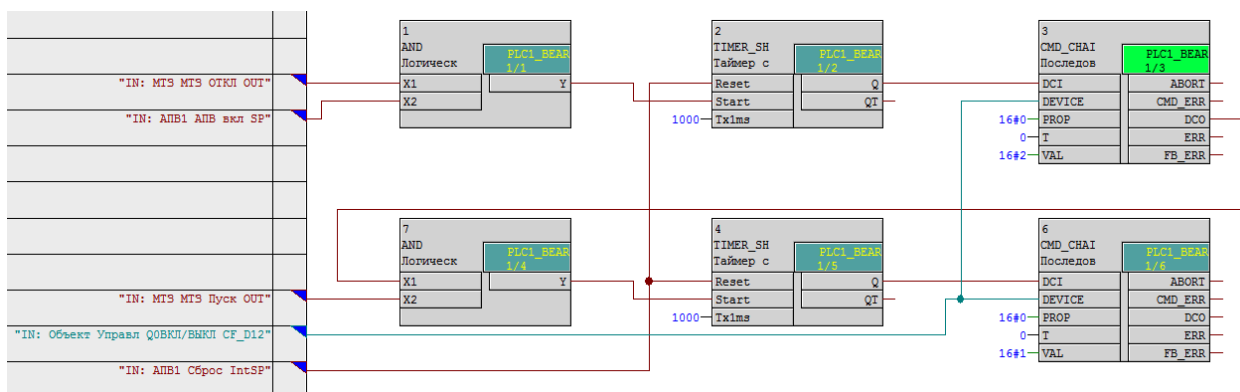 1
AND
Логическ
PLC1_BEAR
1/1
X1
Y
X2
2
TIMER_SH
Таймер с
PLC1_BEAR
1/2
Reset
Q
Start
QT
1000
Tx1ms
3
CMD_CHAI
Последов
PLC1_BEAR
1/3
DCI
ABORT
DEVICE
CMD_ERR
16#0
PROP
DCO
0
T
ERR
16#2
VAL
FB_ERR
"IN: МТЗ МТЗ ОТКЛ OUT"
"IN: АПВ1 АПВ вкл SP"
7
AND
Логическ
PLC1_BEAR
1/4
X1
Y
X2
4
TIMER_SH
Таймер с
PLC1_BEAR
1/5
Reset
Q
Start
QT
1000
Tx1ms
6
CMD_CHAI
Последов
PLC1_BEAR
1/6
DCI
ABORT
DEVICE
CMD_ERR
16#0
PROP
DCO
0
T
ERR
16#1
VAL
FB_ERR
"IN: МТЗ МТЗ Пуск OUT"
"IN: Объект Управл Q0ВКЛ/ВЫКЛ CF_D12"
"IN: АПВ1 Сброс IntSP"